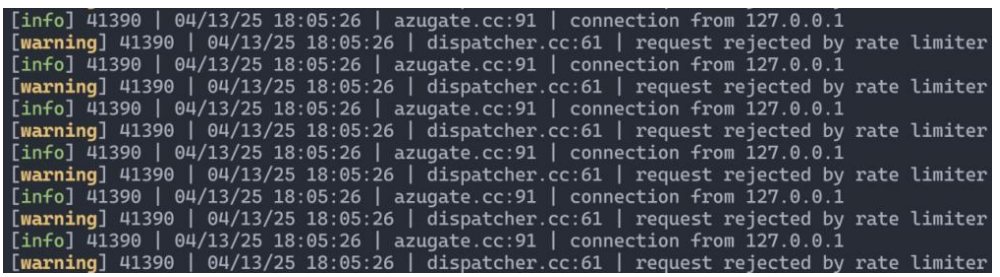 [info] 41390 | 04/13/25 18:05:26 | azugate.cc:91 | connection from 127.0.0.1
[warning] 41390 | 04/13/25 18:05:26 | dispatcher.cc:61 | request rejected by rate limiter
[info] 41390 | 04/13/25 18:05:26 | azugate.cc:91 | connection from 127.0.0.1
[warning] 41390 | 04/13/25 18:05:26 | dispatcher.cc:61 | request rejected by rate limiter
[info] 41390 | 04/13/25 18:05:26 | azugate.cc:91 | connection from 127.0.0.1
[warning] 41390 | 04/13/25 18:05:26 | dispatcher.cc:61 | request rejected by rate limiter
[info] 41390 | 04/13/25 18:05:26 | azugate.cc:91 | connection from 127.0.0.1
[warning] 41390 | 04/13/25 18:05:26 | dispatcher.cc:61 | request rejected by rate limiter
[info] 41390 | 04/13/25 18:05:26 | azugate.cc:91 | connection from 127.0.0.1
[warning] 41390 | 04/13/25 18:05:26 | dispatcher.cc:61 | request rejected by rate limiter
[info] 41390 | 04/13/25 18:05:26 | azugate.cc:91 | connection from 127.0.0.1
[warning] 41390 | 04/13/25 18:05:26 | dispatcher.cc:61 | request rejected by rate limiter